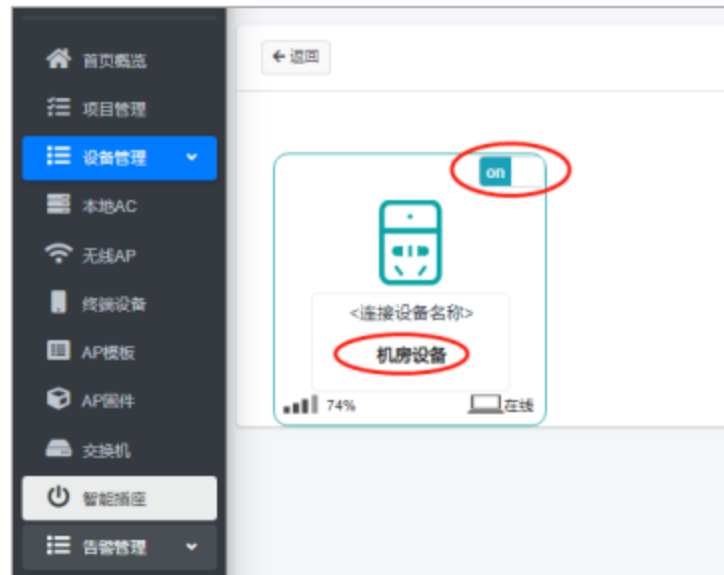 首页概览
项目管理
设备管理
本地AC
无线AP
终端设备
AP模板
AP固件
交换机
智能插座
告警管理
返回
on
<连接设备名称>
机房设备
74%
在线